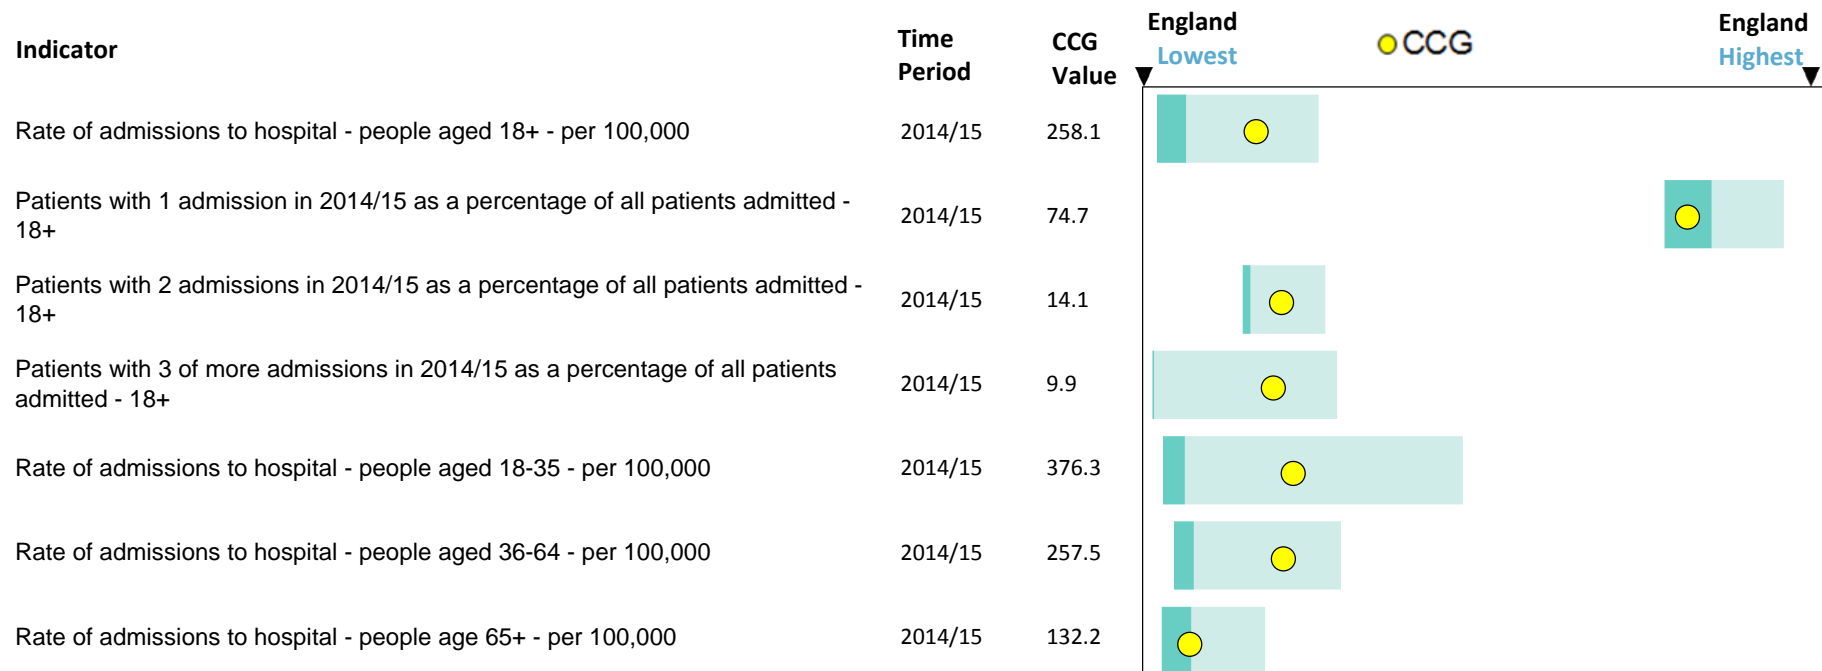 Indicator
Time
Period
CCG
Value
England
Lowest
CCG
England
Highest
Rate of admissions to hospital - people aged 18+ - per 100,000 2014/15 258.1
Patients with 1 admission in 2014/15 as a percentage of all patients admitted -
18+
2014/15 74.7
Patients with 2 admissions in 2014/15 as a percentage of all patients admitted -
18+
2014/15 14.1
Patients with 3 of more admissions in 2014/15 as a percentage of all patients
admitted - 18+
2014/15 9.9
Rate of admissions to hospital - people aged 18-35 - per 100,000 2014/15 376.3
Rate of admissions to hospital - people aged 36-64 - per 100,000 2014/15 257.5
Rate of admissions to hospital - people age 65+ - per 100,000 2014/15 132.2